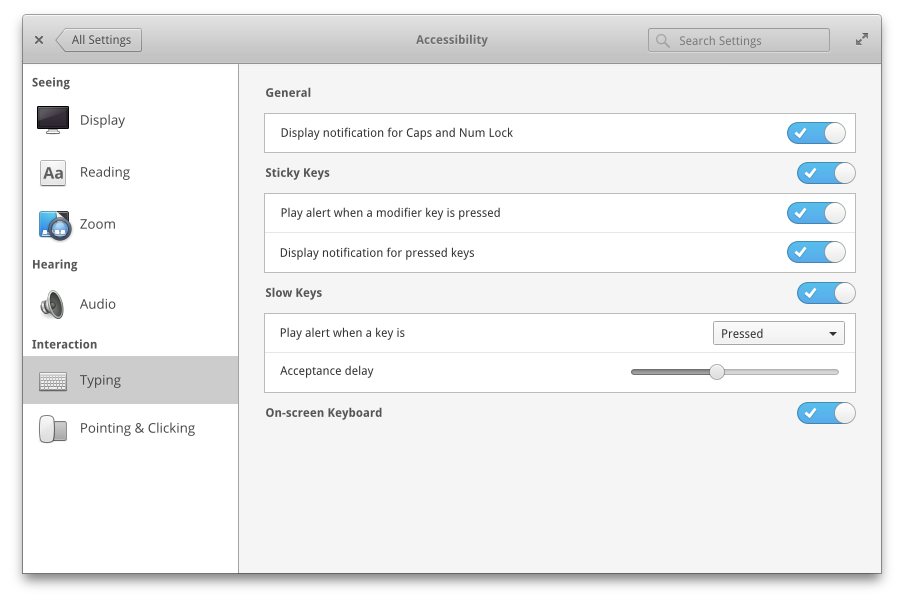 All Settings
Accessibility
Search Settings
Seeing
Display
Aa
Reading
Zoom
Hearing
Audio
Interaction
Typing
Pointing & Clicking
General
Display notification for Caps and Num Lock
Sticky Keys
Play alert when a modifier key is pressed
Display notification for pressed keys
Slow Keys
Play alert when a key is
Pressed
Acceptance delay
On-screen Keyboard